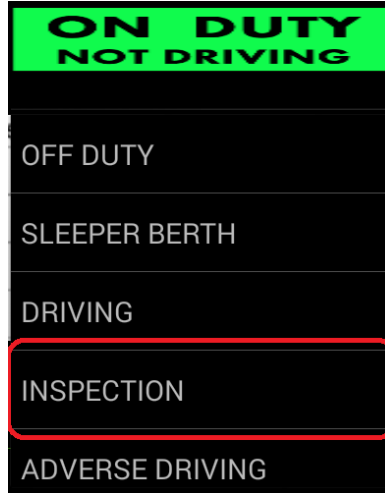 ON DUTY
NOT DRIVING
OFF DUTY
SLEEPER BERTH
DRIVING
INSPECTION
ADVERSE DRIVING